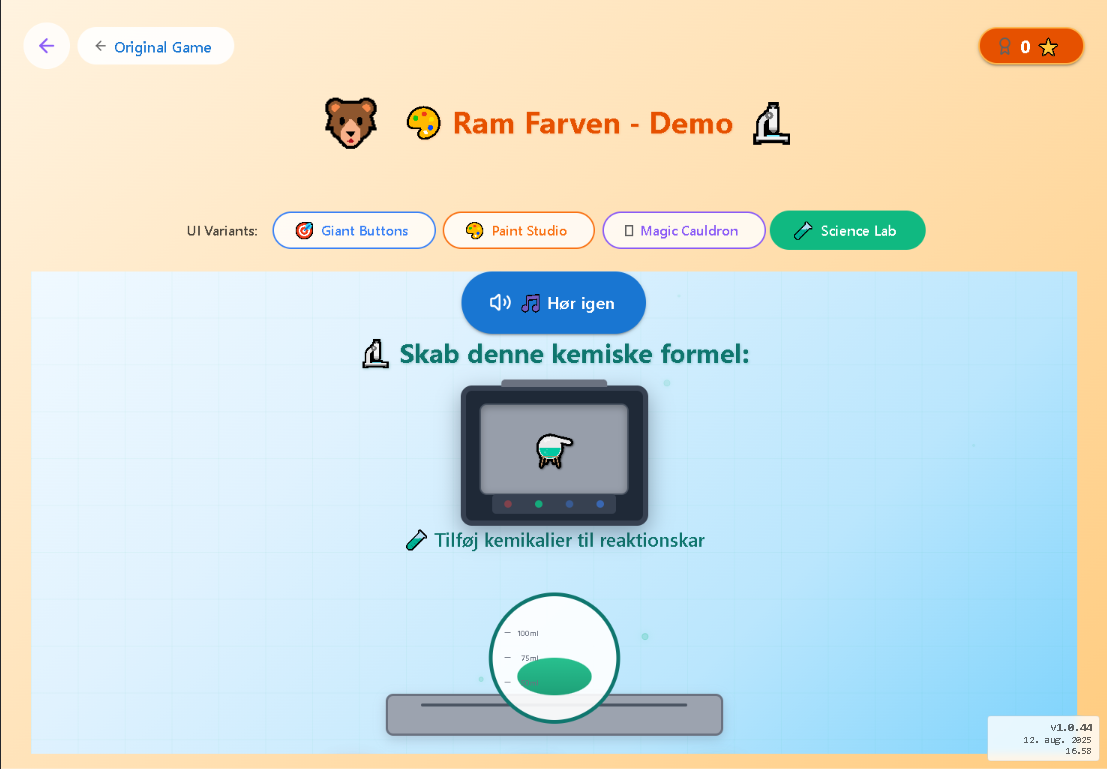 Original Game
0
Ram Farven - Demo
UI Variants:
Giant Buttons
Paint Studio
Magic Cauldron
Science Lab
Hør igen
Skab denne kemiske formel:
Tilføj kemikalier til reaktionskar
100ml
75ml
v1.0.44
12. aug. 2025
16.58